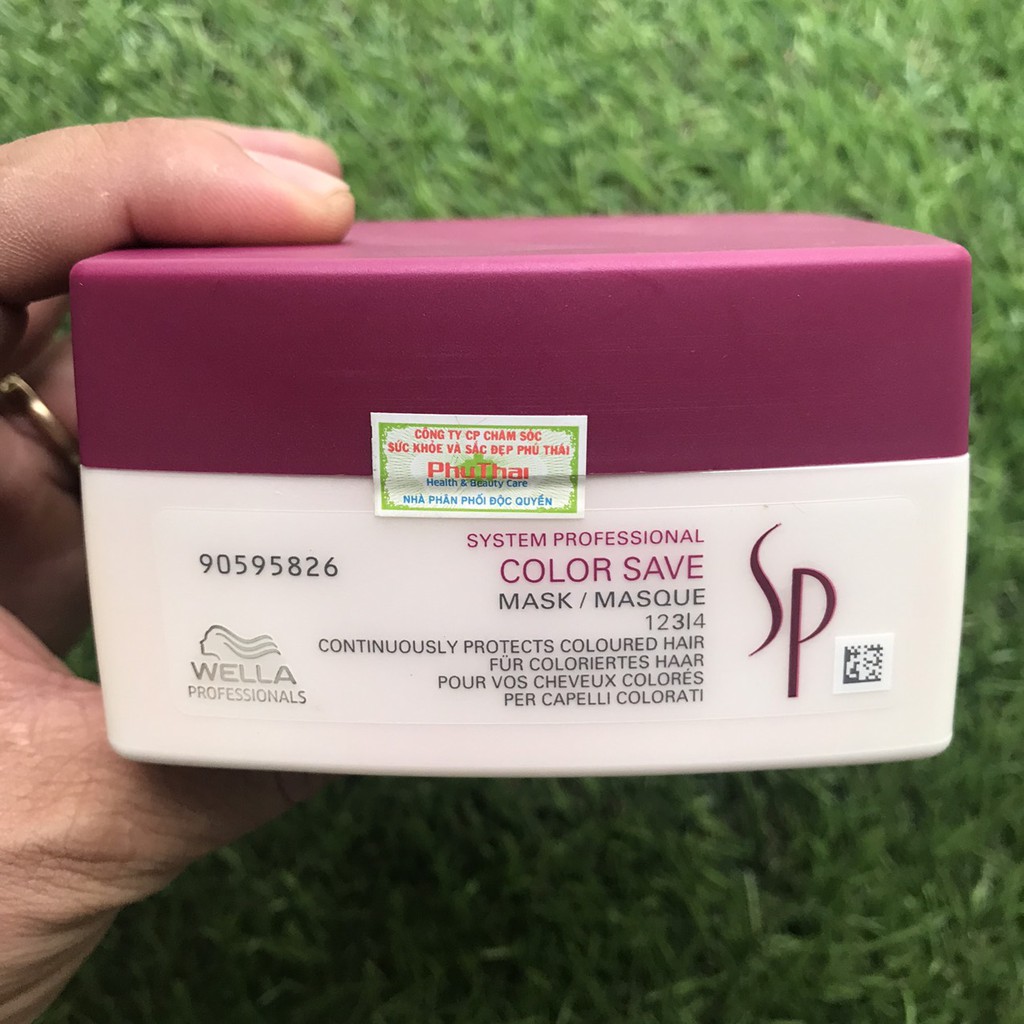 CÔNG TY CP CHĂM SÓC
SỨC KHỎE VÀ SẮC ĐẸP PHÚ THÁI
PhuThai
Health & Beauty Care
NHÀ PHÂN PHỐI ĐỘC QUYỀN
90595826
WELLA
PROFESSIONALS
SYSTEM PROFESSIONAL
COLOR SAVE
MASK / MASQUE
123|4
CONTINUOUSLY PROTECTS COLOURED HAIR
FÜR COLORIERTES HAAR
POUR VOS CHEVEUX COLORÉS
PER CAPELLI COLORATI
SP